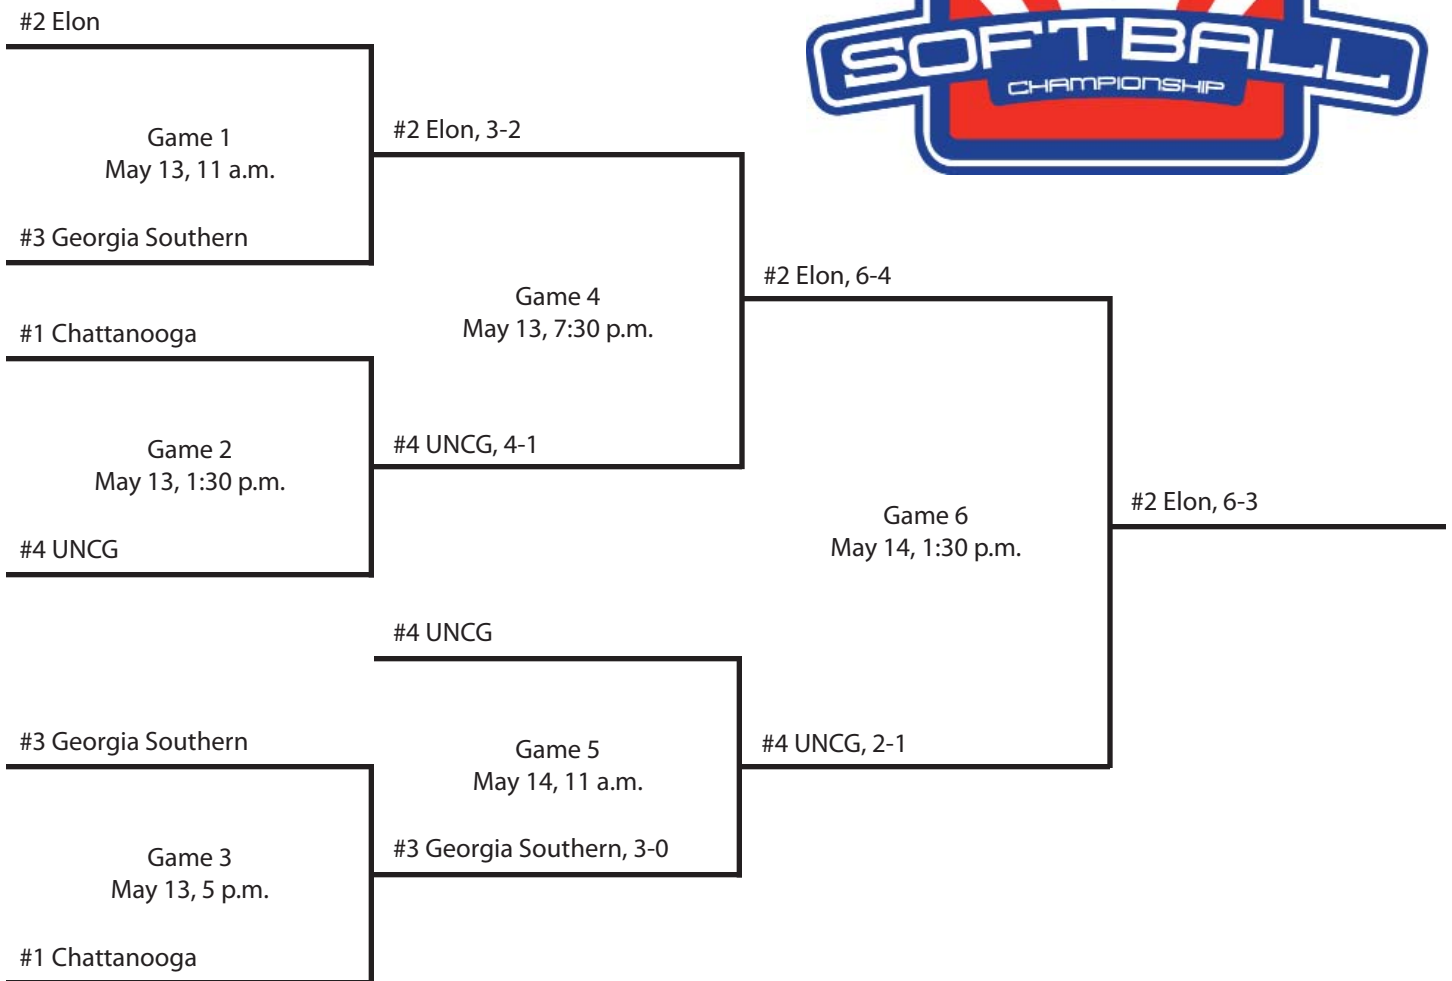 #2 Elon
SOFTBALL
CHAMPIONSHIP
Game 1
May 13, 11 a.m.
#2 Elon, 3-2
#3 Georgia Southern
#1 Chattanooga
Game 4
May 13, 7:30 p.m.
#2 Elon, 6-4
Game 2
May 13, 1:30 p.m.
#4 UNCG, 4-1
#4 UNCG
Game 6
May 14, 1:30 p.m.
#2 Elon, 6-3
#4 UNCG
#3 Georgia Southern
Game 5
May 14, 11 a.m.
#4 UNCG, 2-1
#3 Georgia Southern, 3-0
Game 3
May 13, 5 p.m.
#1 Chattanooga